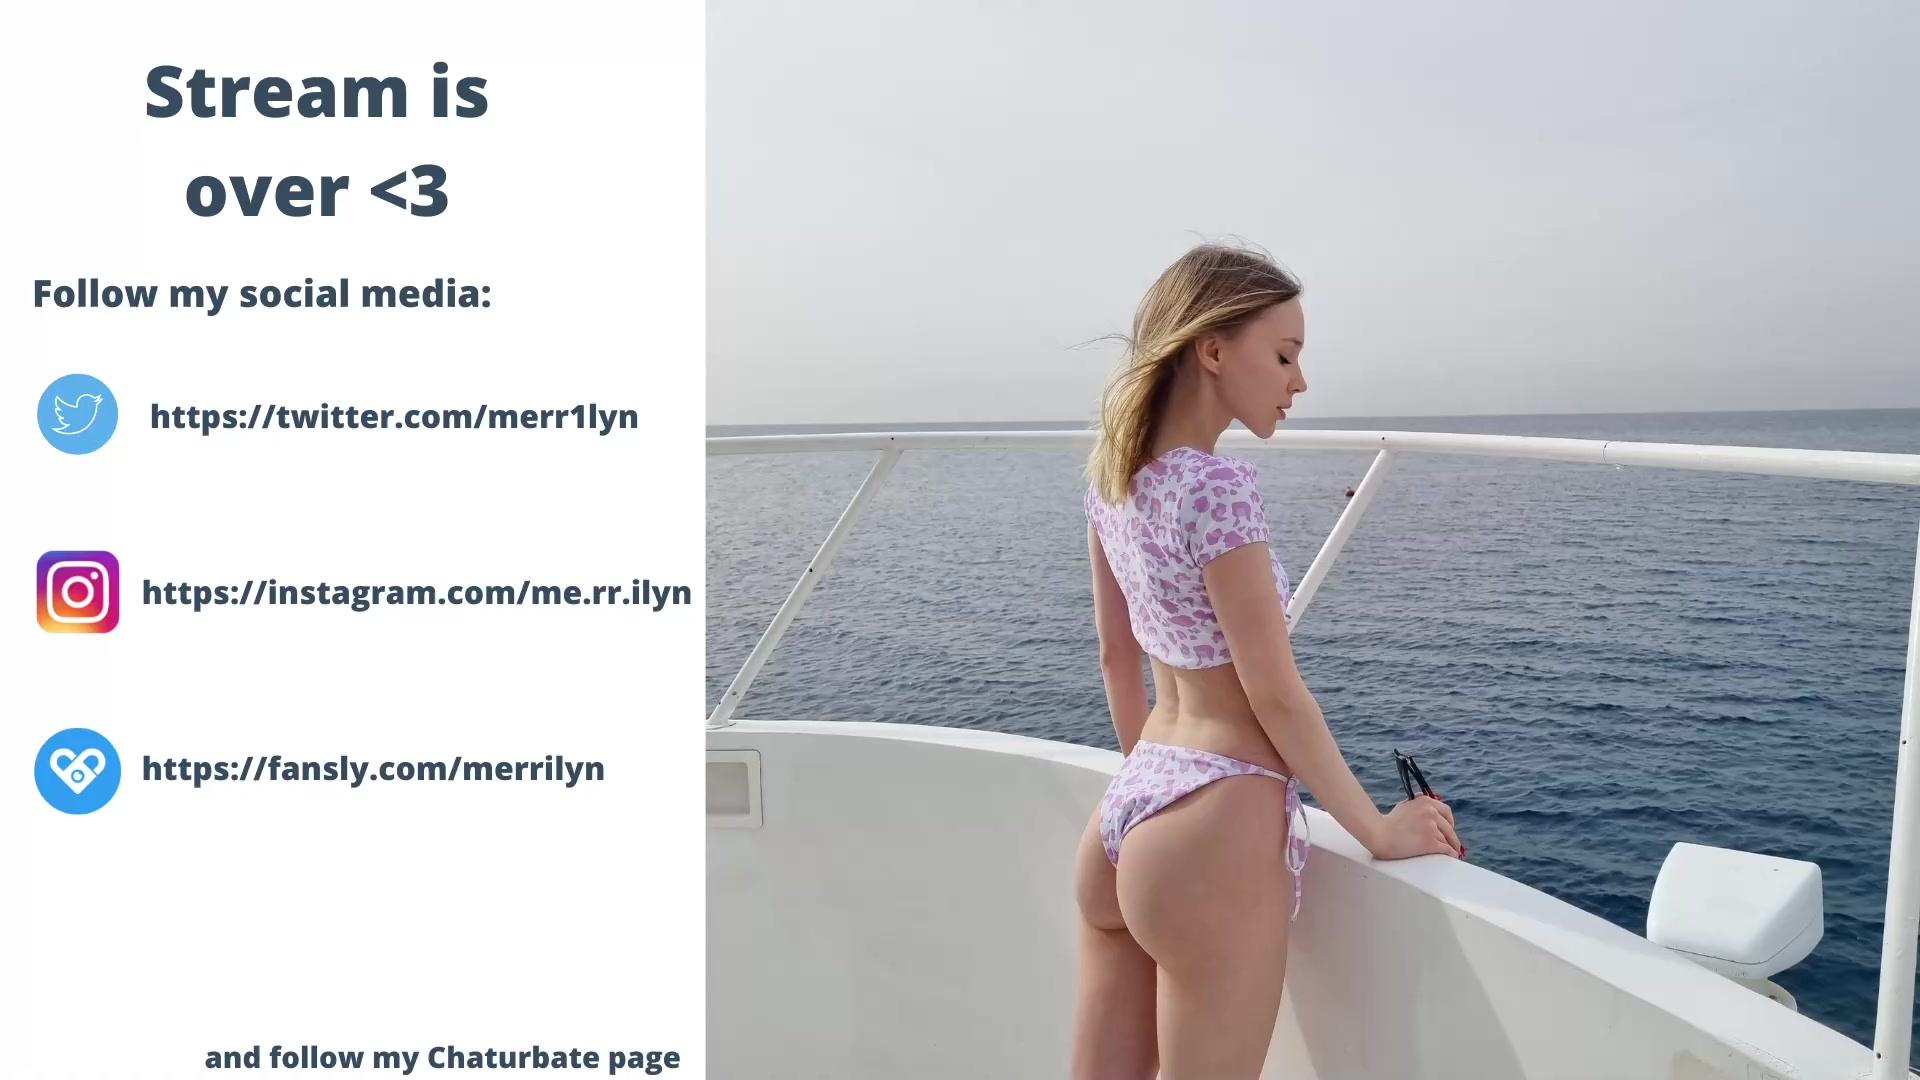 Stream is
over <3
Follow my social media:
https://twitter.com/merr1lyn
https://instagram.com/me.rr.ilyn
https://fansly.com/merrilyn
and follow my Chaturbate page